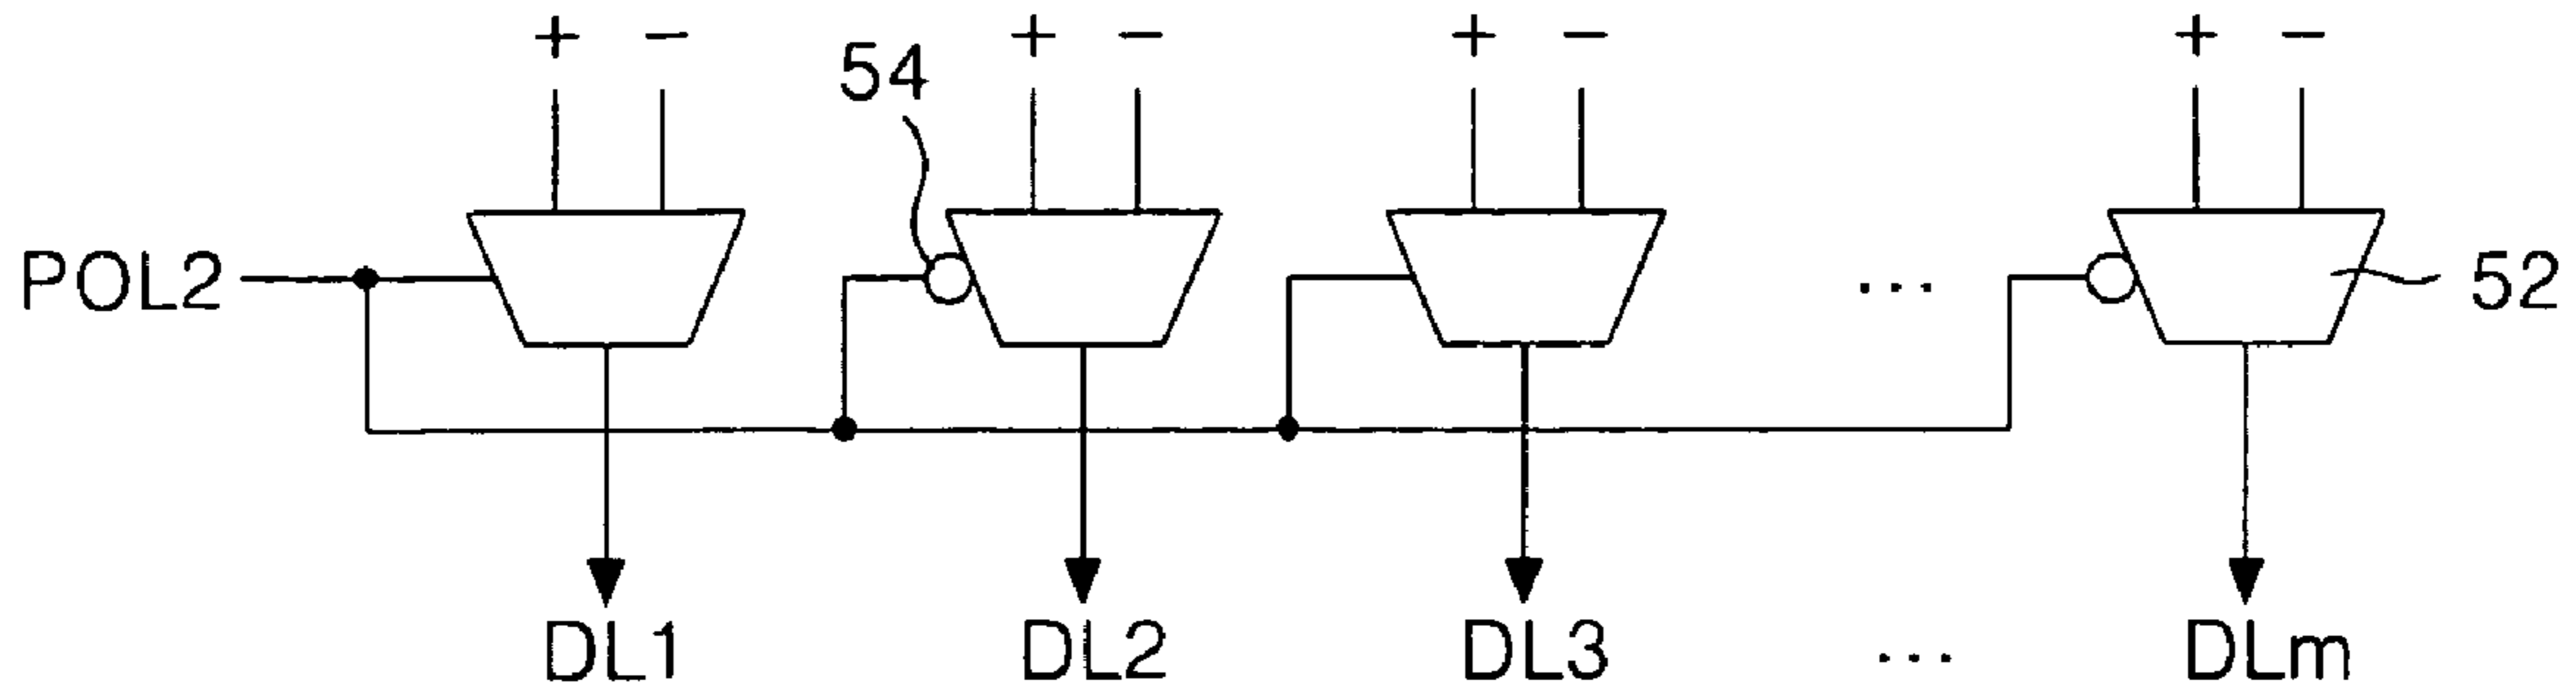 + − + − + − + −
54
POL2 ... 52
DL1 DL2 DL3 ... DLm